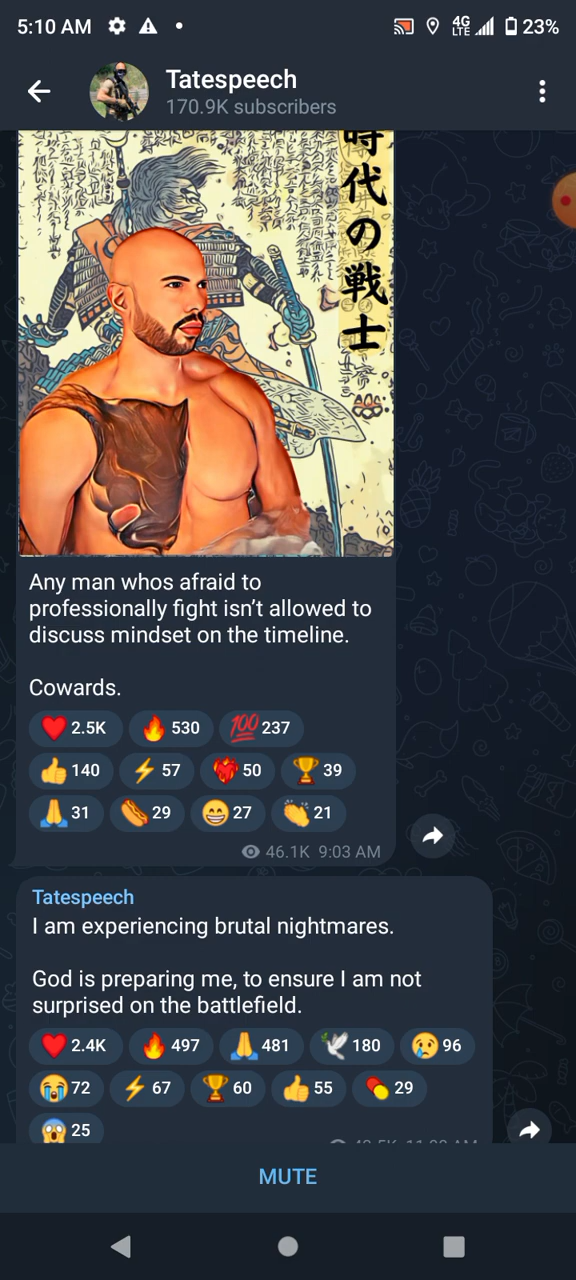 5:10 AM
4G
LTE
23%
Tatespeech
170.9K subscribers
時代の戦士
Any man whos afraid to
professionally fight isn't allowed to
discuss mindset on the timeline.
Cowards.
2.5K 530 237
140 57 50 39
31 29 27 21
46.1K 9:03 AM
Tatespeech
I am experiencing brutal nightmares.
God is preparing me, to ensure I am not
surprised on the battlefield.
2.4K 497 481 180 96
72 67 60 55 29
25
MUTE